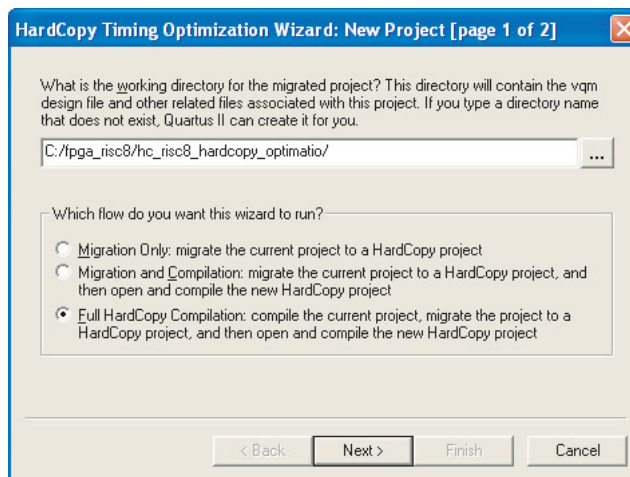 HardCopy Timing Optimization Wizard: New Project [page 1 of 2]
What is the working directory for the migrated project? This directory will contain the vqm
design file and other related files associated with this project. If you type a directory name
that does not exist, Quartus II can create it for you.
C:/fpga_risc8/hc_risc8_hardcopy_optimatio/
...
Which flow do you want this wizard to run?
Migration Only: migrate the current project to a HardCopy project
Migration and Compilation: migrate the current project to a HardCopy project, and
then open and compile the new HardCopy project
Full HardCopy Compilation: compile the current project, migrate the project to a
HardCopy project, and then open and compile the new HardCopy project
< Back
Next >
Finish
Cancel